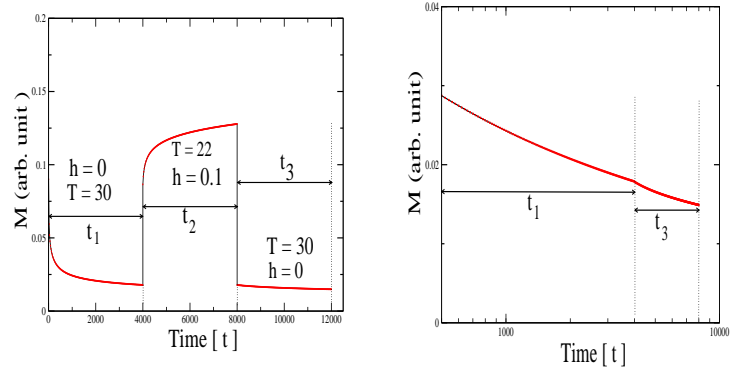 0.2
0.15
0.1
0.05
0
M (arb. unit)
h = 0
T = 30
t1
T = 22
h = 0.1
t2
t3
T = 30
h = 0
0 2000 4000 6000 8000 10000 12000
Time [ t ]
0.04
0.02
0
M (arb. unit)
t1
t3
1000 10000
Time [ t ]